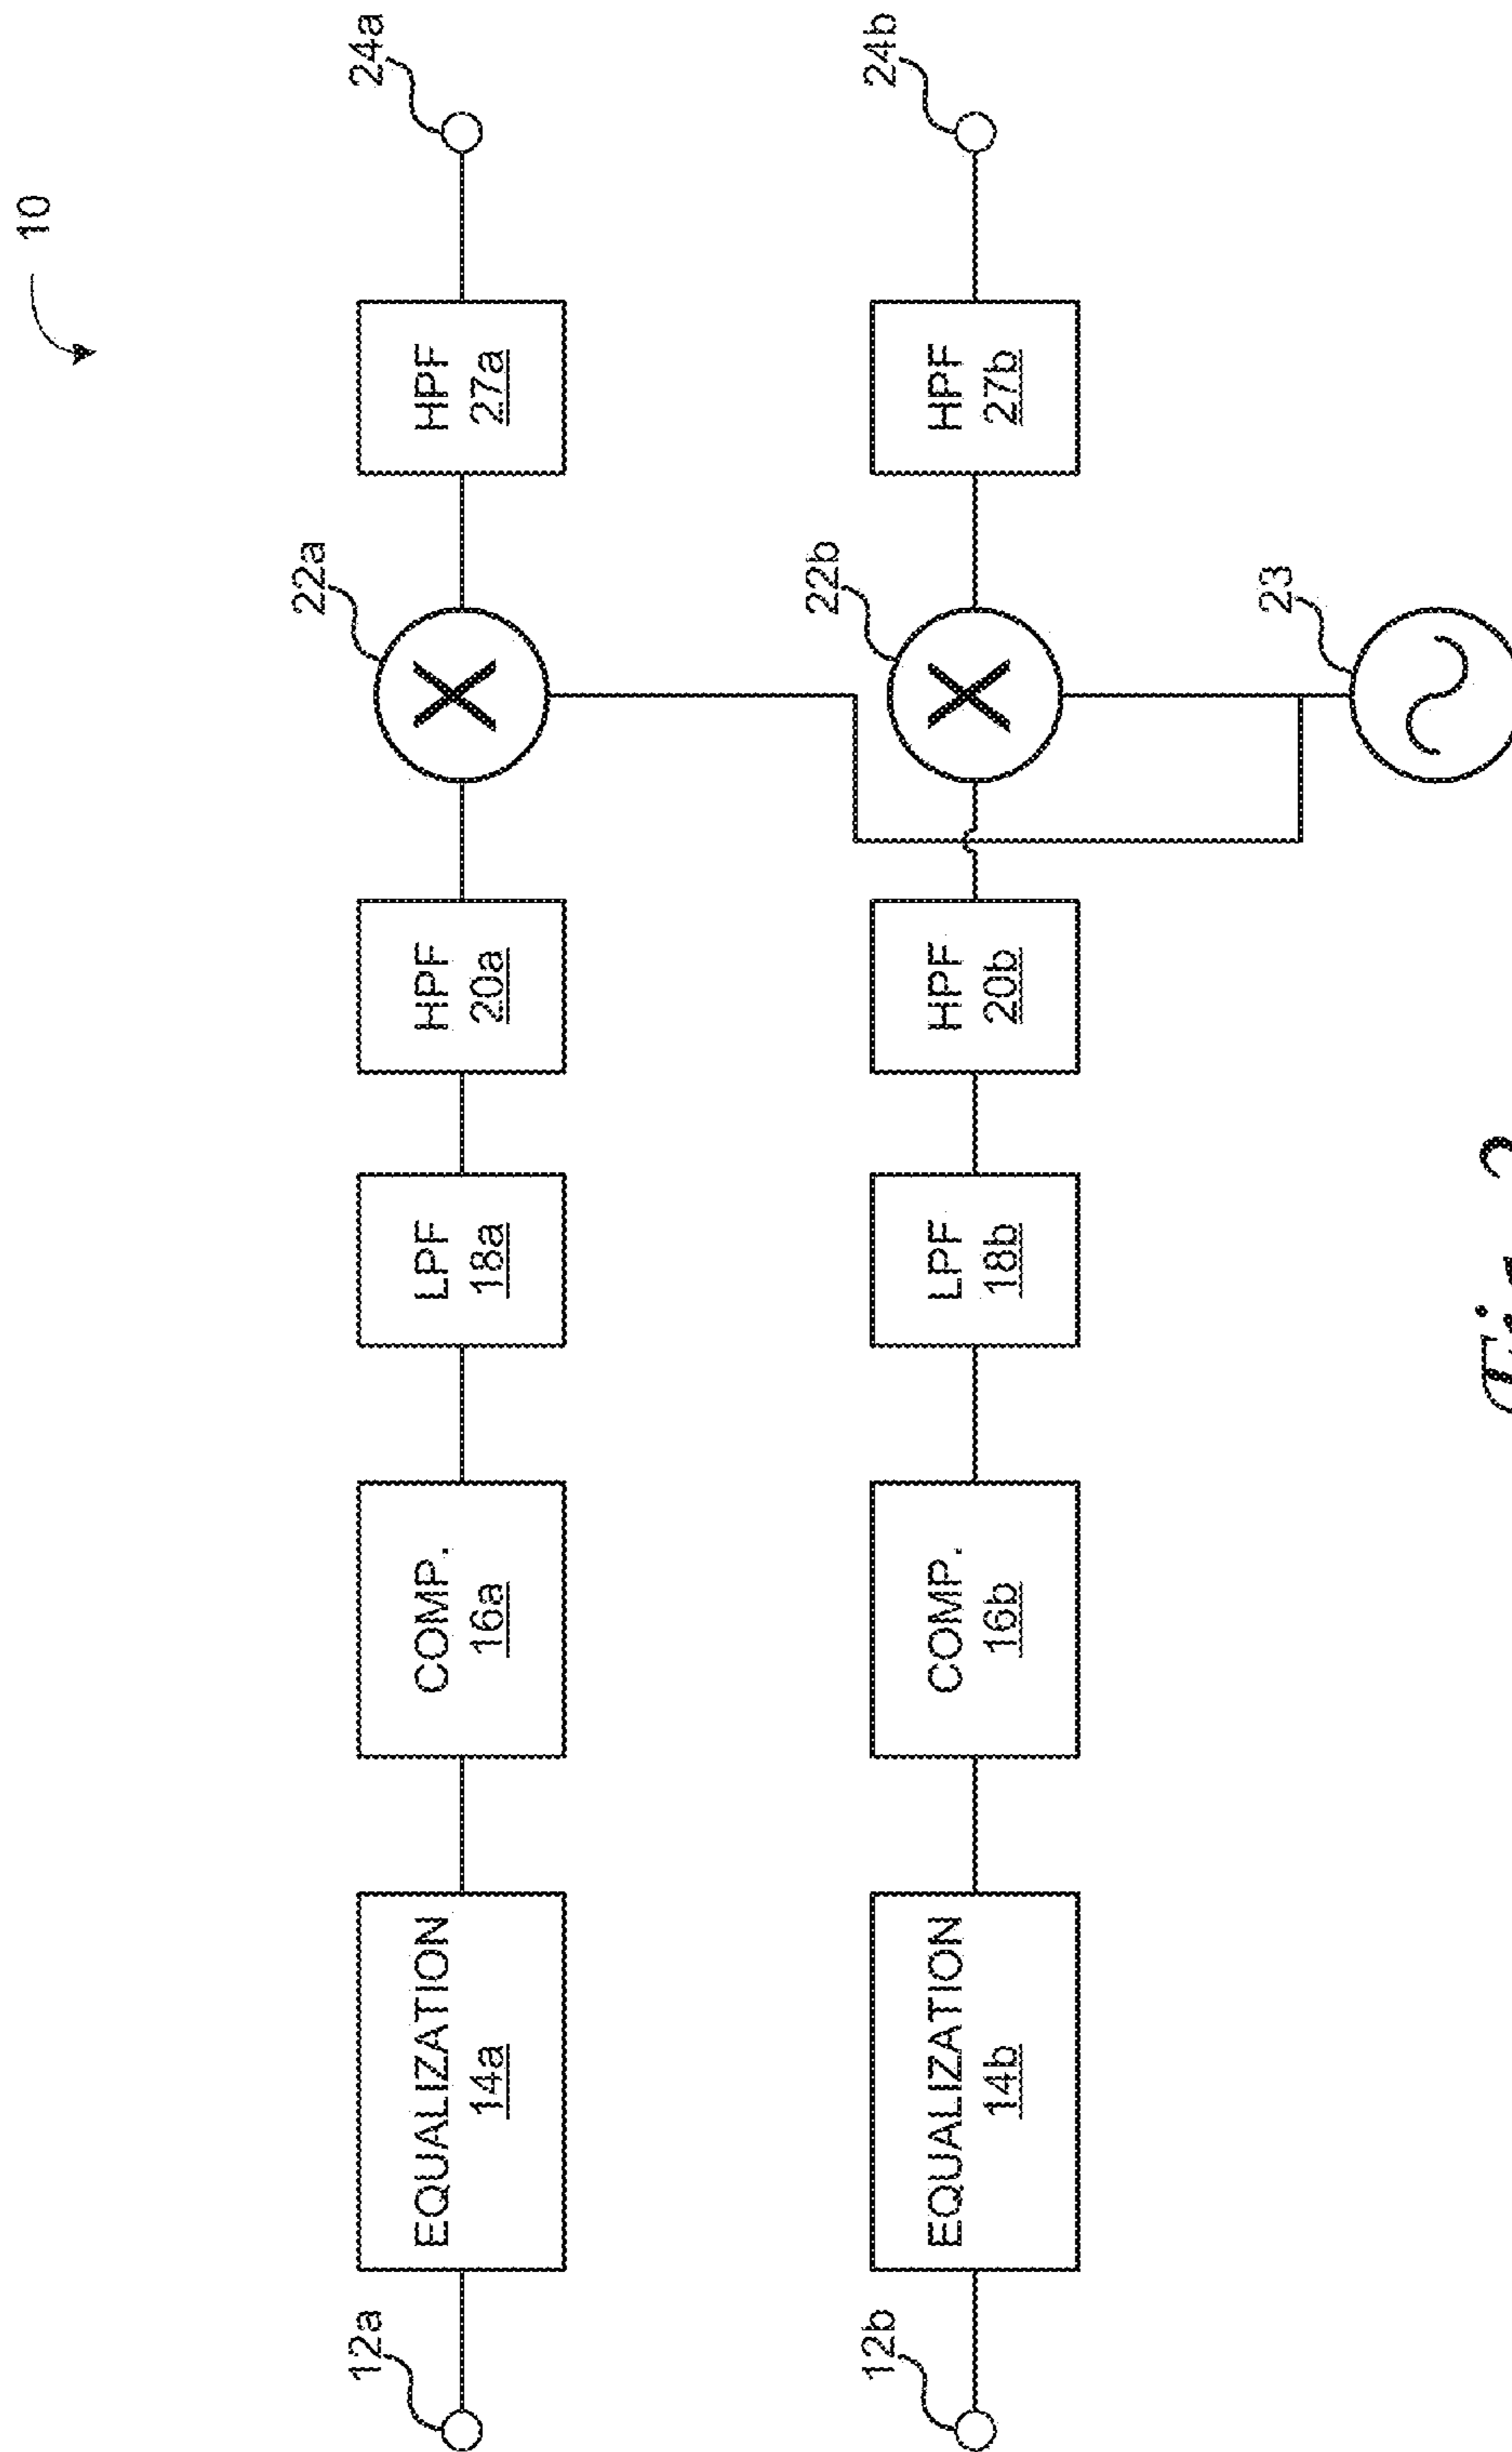 10
12a
EQUALIZATION
14a
COMP.
16a
LPF
18a
HPF
20a
22a
X
HPF
27a
24a
12b
EQUALIZATION
14b
COMP.
16b
LPF
18b
HPF
20b
22b
X
HPF
27b
24b
23